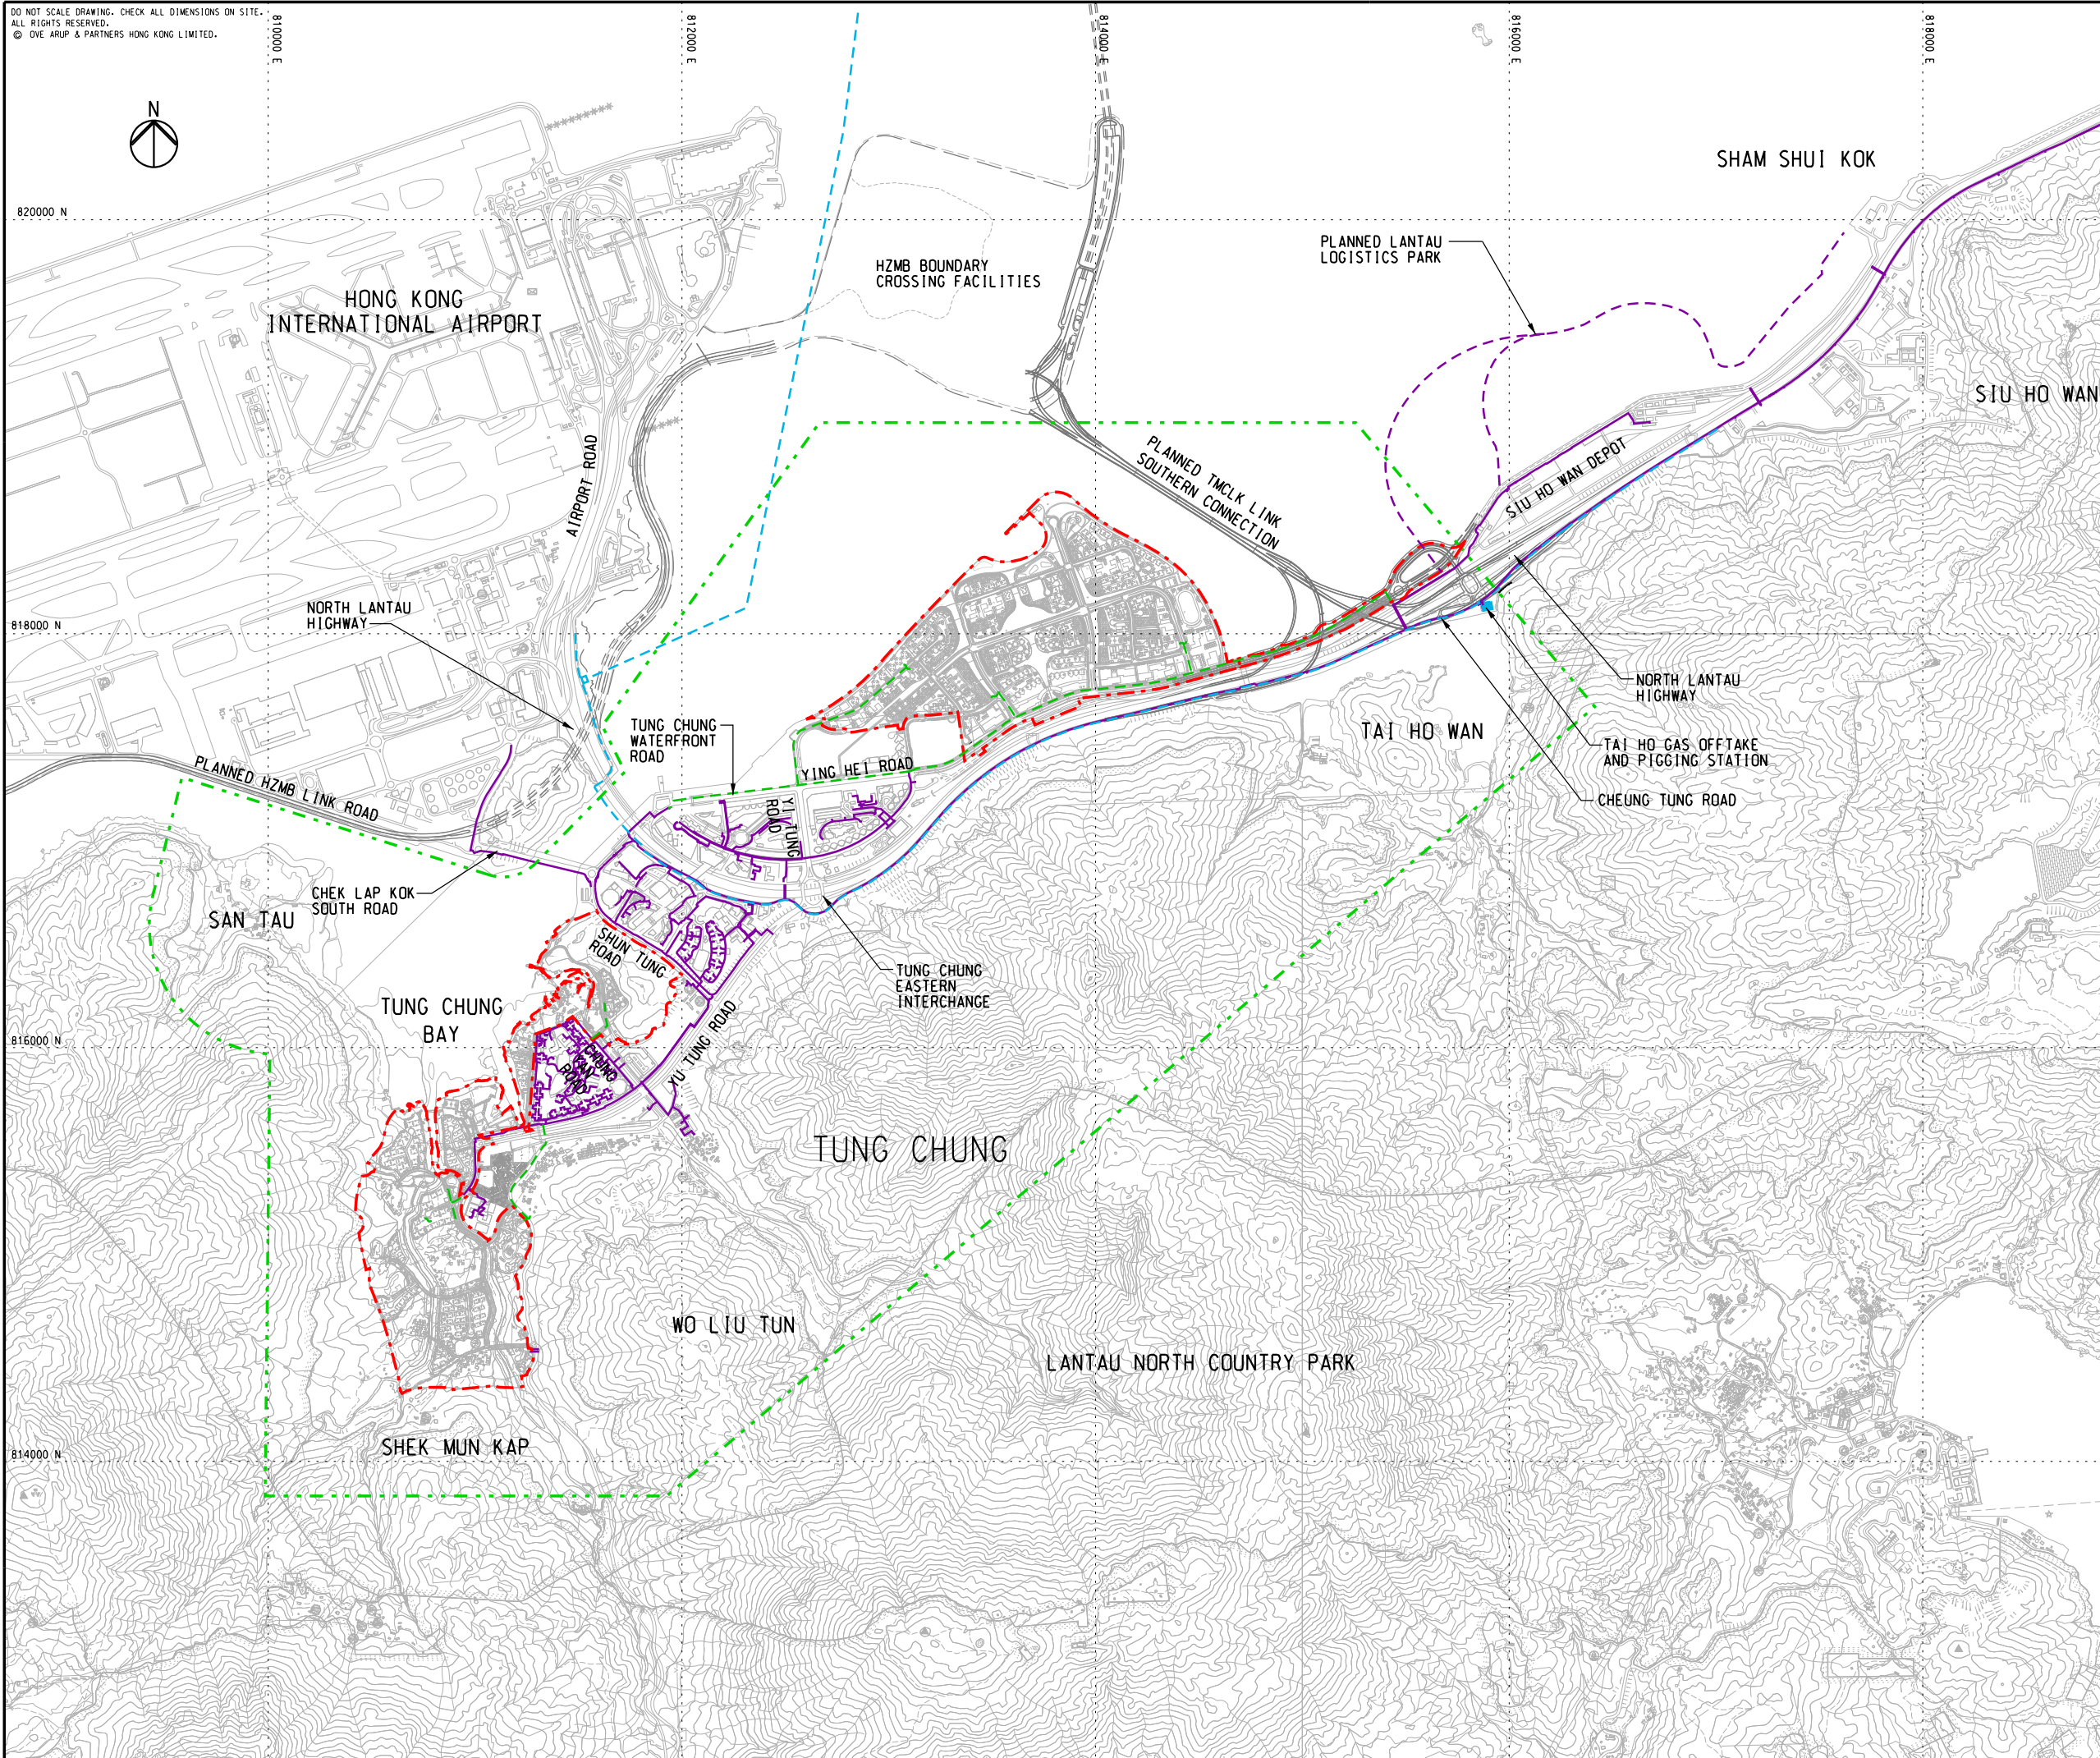 DO NOT SCALE DRAWING. CHECK ALL DIMENSIONS ON SITE.
ALL RIGHTS RESERVED.
© OVE ARUP & PARTNERS HONG KONG LIMITED.
810000 E
812000 E
814000 E
816000 E
818000 E
N
SHAM SHUI KOK
820000 N
PLANNED LANTAU
LOGISTICS PARK
HZMB BOUNDARY
CROSSING FACILITIES
HONG KONG
INTERNATIONAL AIRPORT
SIU HO WAN
AIRPORT ROAD
PLANNED TMCLK LINK
SOUTHERN CONNECTION
SIU HO WAN DEPOT
NORTH LANTAU
HIGHWAY
818000 N
NORTH LANTAU
HIGHWAY
TUNG CHUNG
WATERFRONT
ROAD
TAI HO WAN
TAI HO GAS OFFTAKE
AND PIGGING STATION
PLANNED HZMB LINK ROAD
YING HEI ROAD
CHEUNG TUNG ROAD
YI TUNG
ROAD
CHEK LAP KOK
SOUTH ROAD
SAN TAU
SHUN TUNG
ROAD
TUNG CHUNG
EASTERN
INTERCHANGE
TUNG CHUNG
BAY
816000 N
CHUNG
YAN
ROAD
YU TUNG ROAD
TUNG CHUNG
WO LIU TUN
LANTAU NORTH COUNTRY PARK
SHEK MUN KAP
814000 N